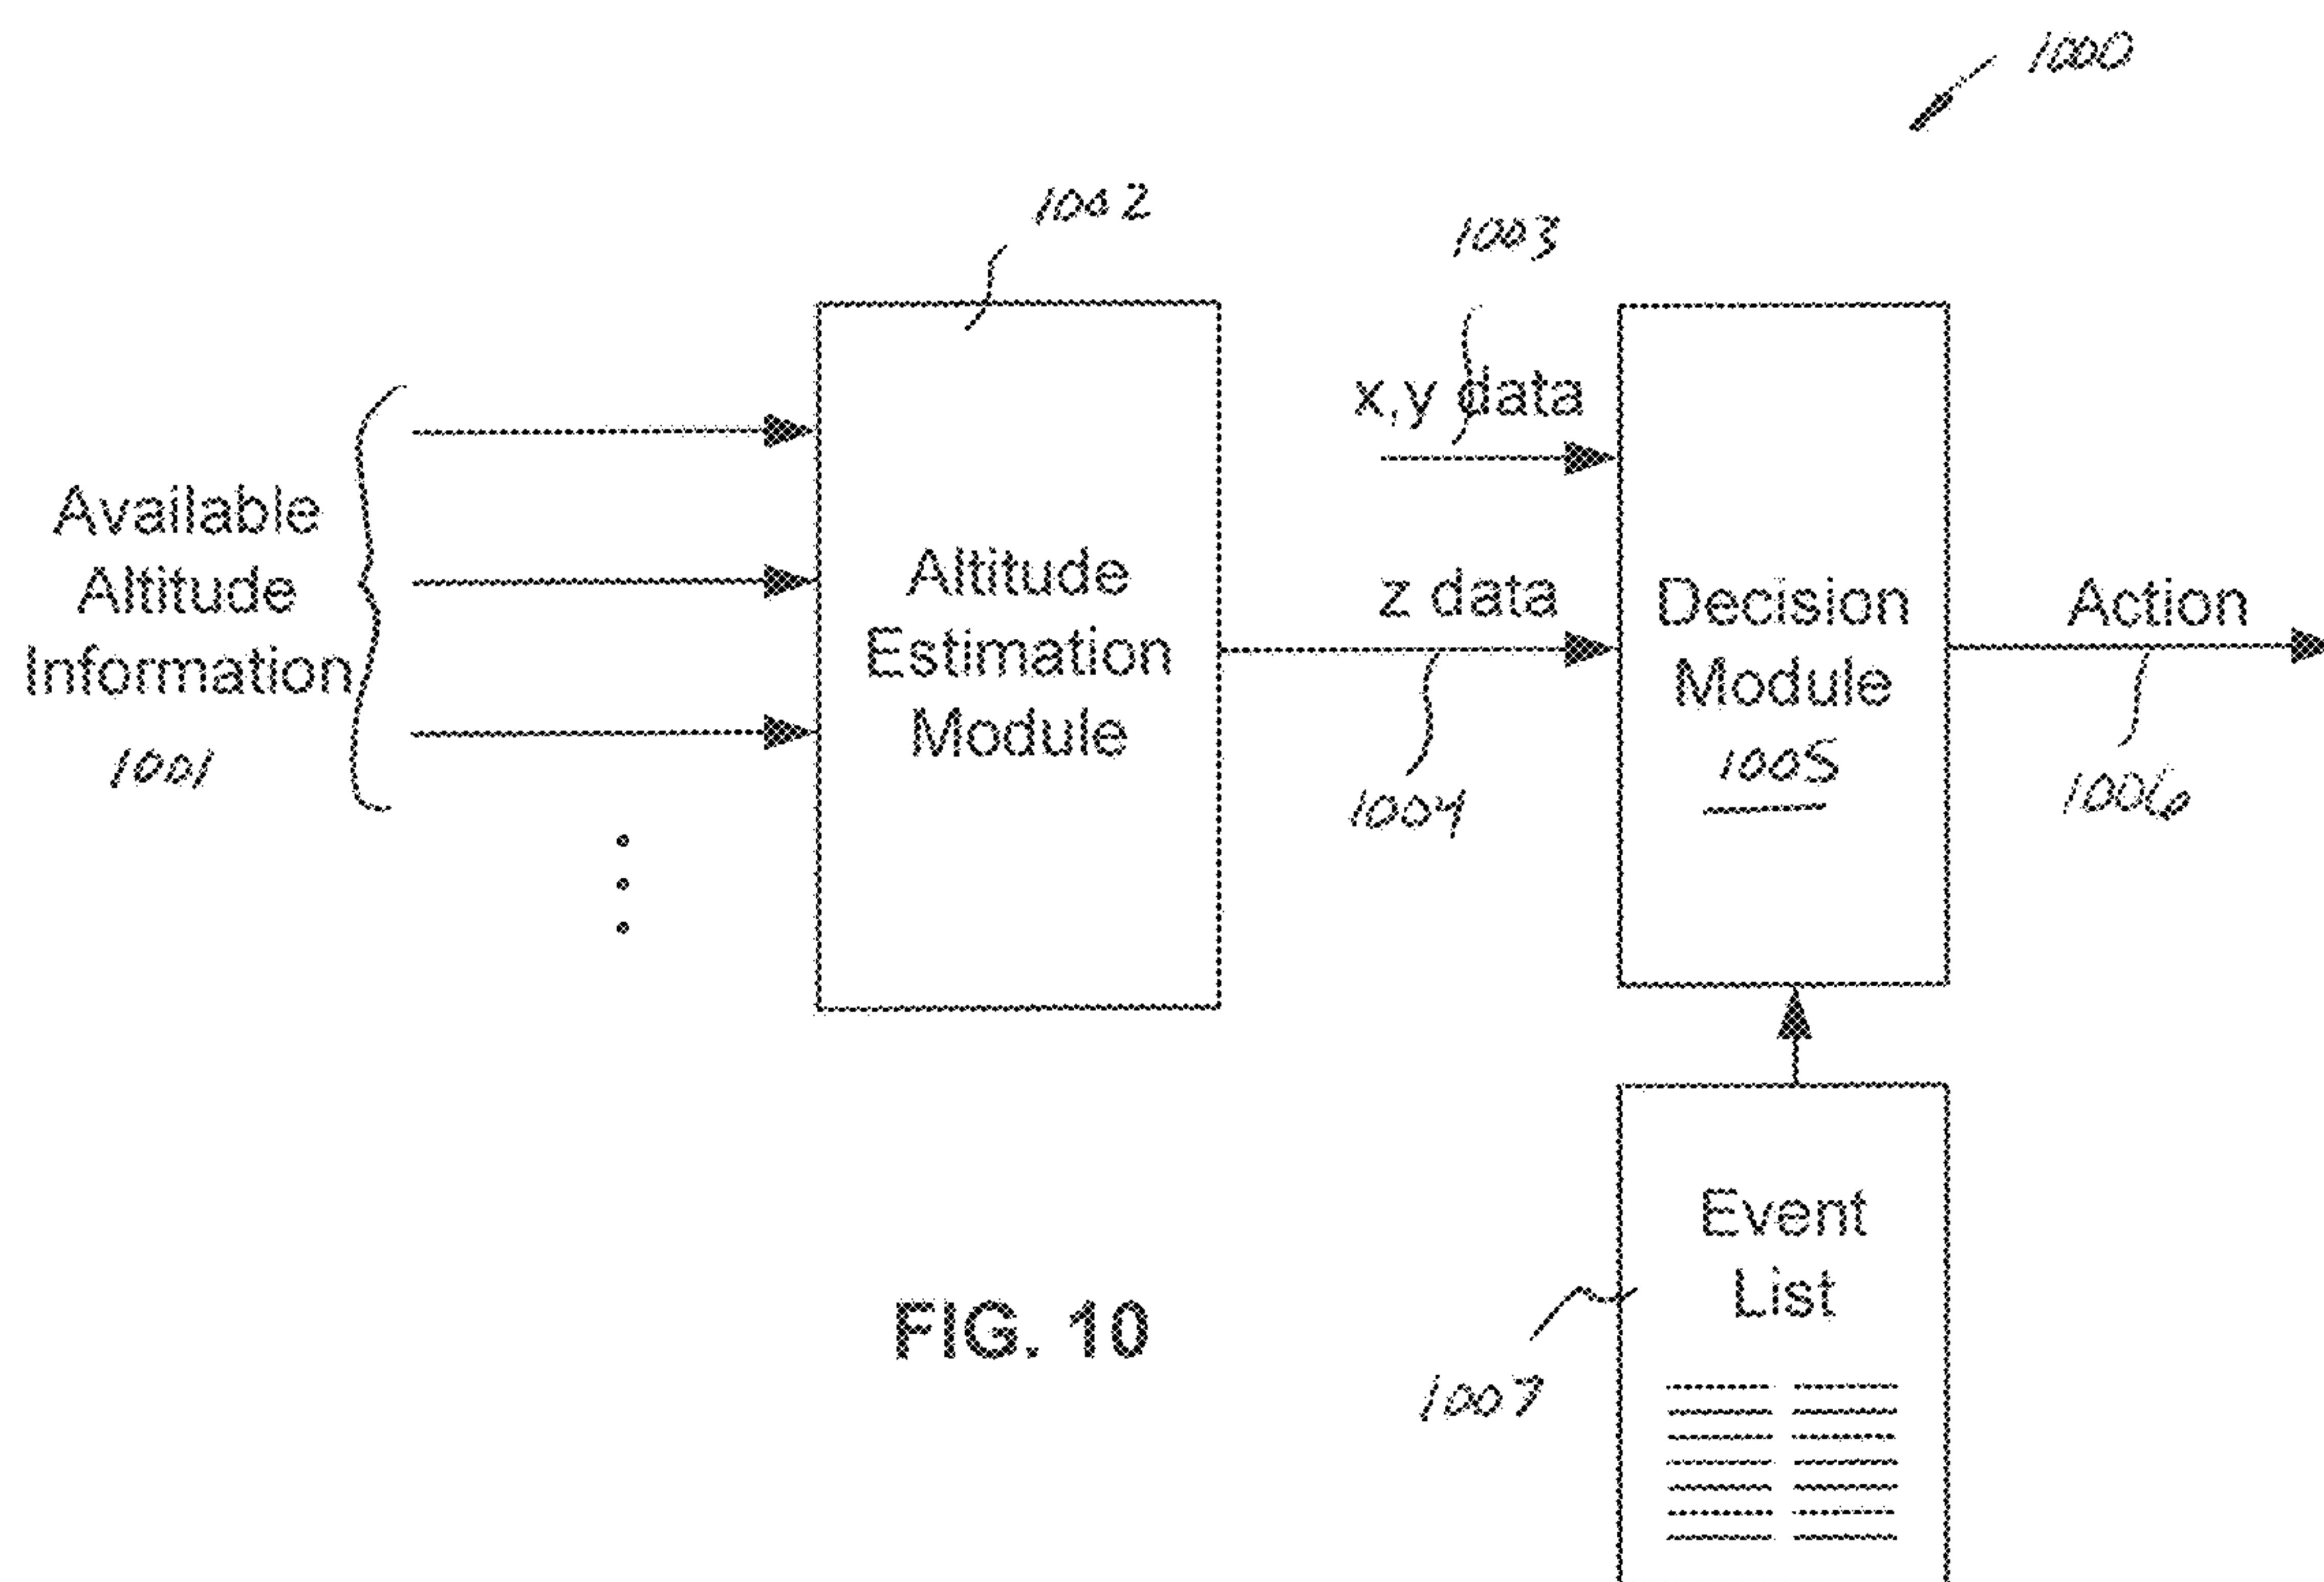 1000
1002
1003
x,y data
Available
Altitude
Information
1001
Altitude
Estimation
Module
z data
1004
Decision
Module
1005
Action
1006
Event
List
1007
FIG. 10